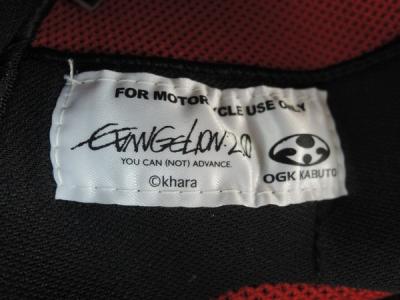 FOR MOTORCYCLE USE ONLY
EVANGELION:2.0
YOU CAN (NOT) ADVANCE.
©khara
OGK KABUTO